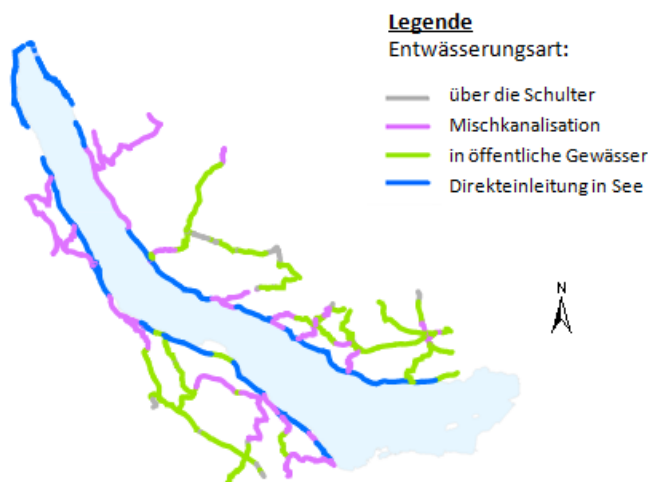 Legende
Entwässerungsart:
über die Schulter
Mischkanalisation
in öffentliche Gewässer
Direkteinleitung in See
N